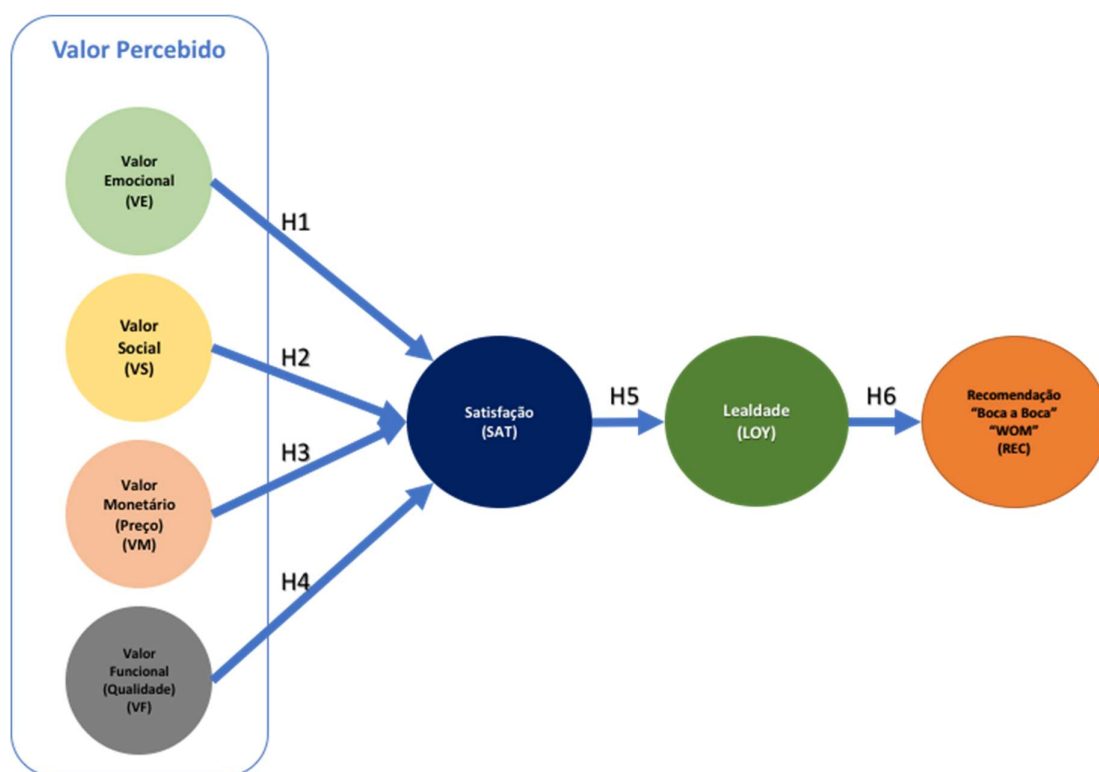 Valor Percebido
Valor
Emocional
(VE)
H1
Valor
Social
(VS)
H2
Valor
Monetário
(Preço)
(VM)
H3
Valor
Funcional
(Qualidade)
(VF)
H4
Satisfação
(SAT)
H5
Lealdade
(LOY)
H6
Recomendação
“Boca a Boca”
“WOM”
(REC)